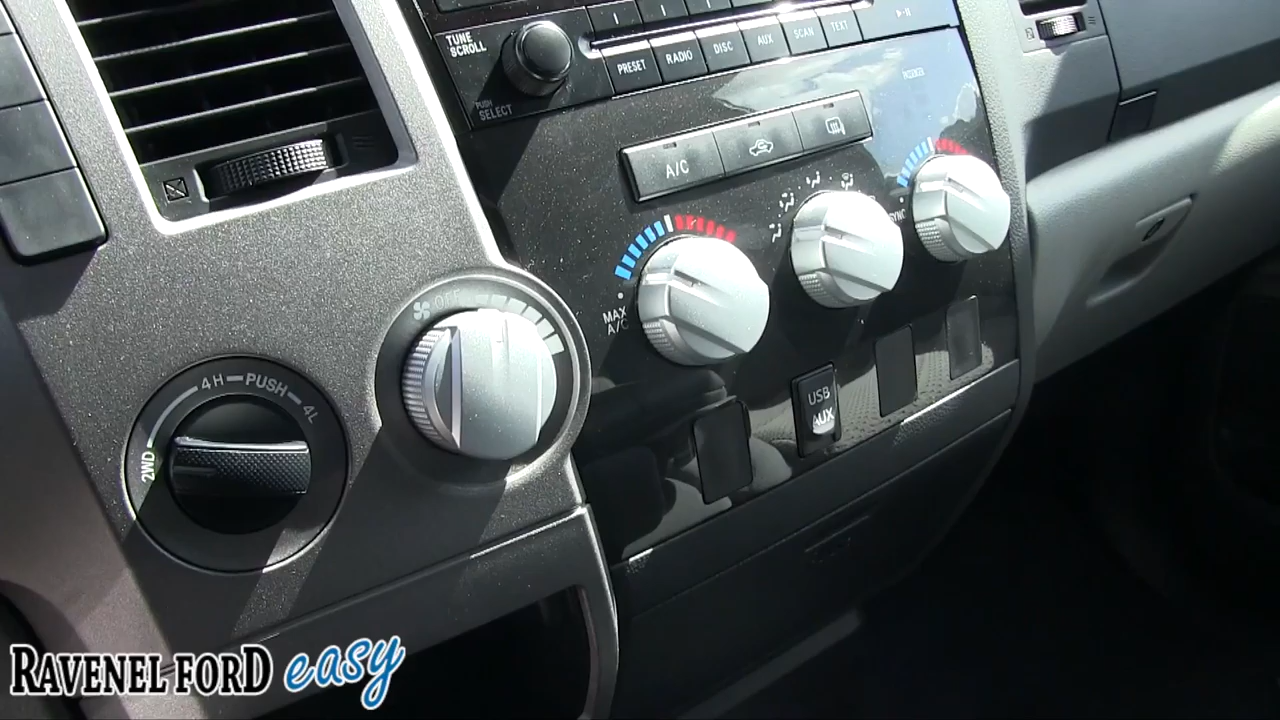 TUNE
SCROLL
PUSH
SELECT
PRESET RADIO DISC AUX SCAN TEXT
A/C
MAX
A/C
SYNC
OFF
4H PUSH 4L
2WD
USB
AUX
RAVENEL FORD easy